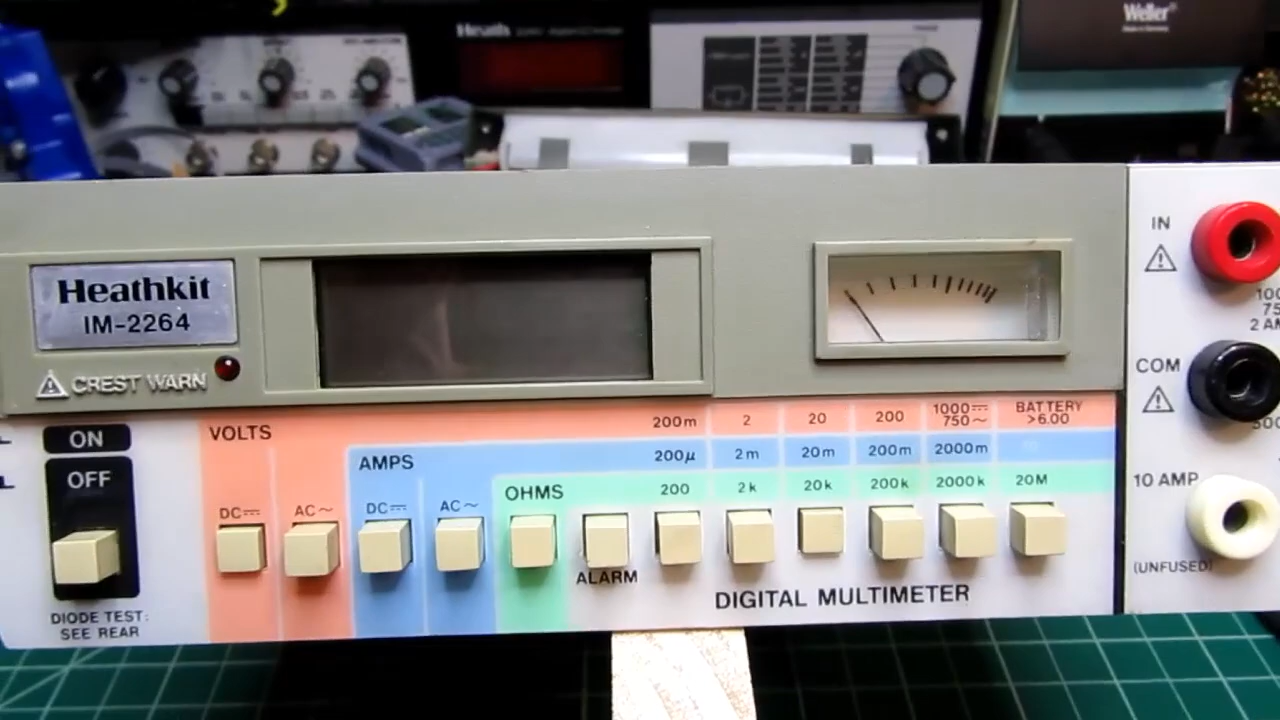 Weller®
Heath
Heathkit
IM-2264
CREST WARN
ON
OFF
DIODE TEST:
SEE REAR
VOLTS
200m 2 20 200 1000⎓ 750∼ BATTERY >6.00
AMPS
200µ 2m 20m 200m 2000m
OHMS
200 2k 20k 200k 2000k 20M
DC⎓ AC∼ DC⎓ AC∼
ALARM
DIGITAL MULTIMETER
IN
COM
10 AMP
(UNFUSED)